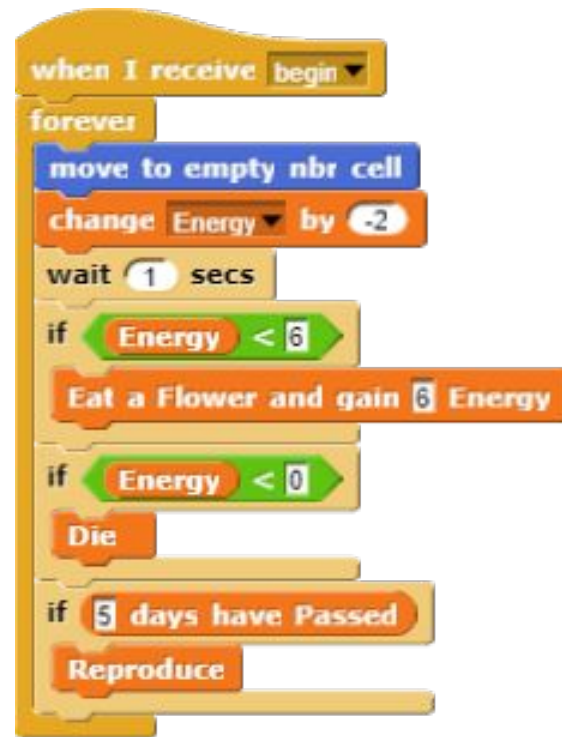 when I receive begin
forever
move to empty nbr cell
change Energy by -2
wait 1 secs
if Energy < 6
Eat a Flower and gain 6 Energy
if Energy < 0
Die
if 5 days have Passed
Reproduce